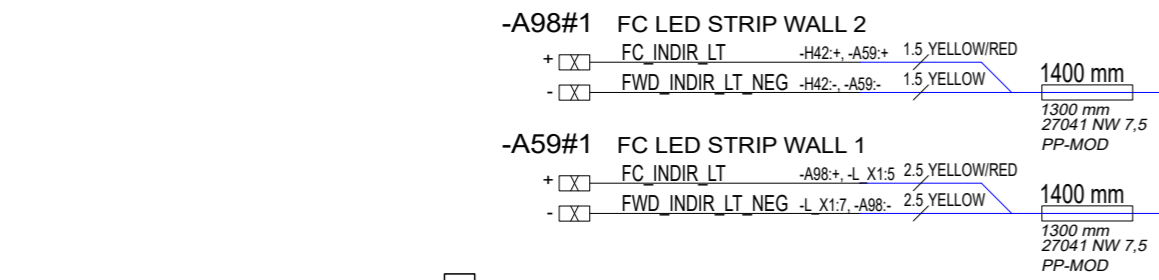 -A98#1 FC LED STRIP WALL 2
+ X FC_INDIR_LT -H42:+, -A59:+ 1.5 YELLOW/RED
- X FWD_INDIR_LT_NEG -H42:-, -A59:- 1.5 YELLOW
1400 mm
1300 mm
27041 NW 7,5
PP-MOD
-A59#1 FC LED STRIP WALL 1
+ X FC_INDIR_LT -A98:+, -L_X1:5 2.5 YELLOW/RED
- X FWD_INDIR_LT_NEG -L_X1:7, -A98:- 2.5 YELLOW
1400 mm
1300 mm
27041 NW 7,5
PP-MOD